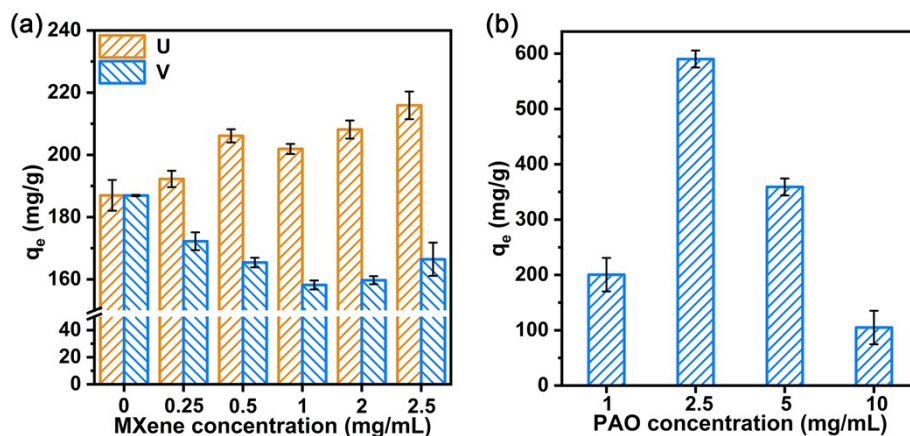 (a)
240
220
200
180
160
40
20
0
qe (mg/g)
U
V
0 0.25 0.5 1 2 2.5
MXene concentration (mg/mL)
(b)
600
500
400
300
200
100
0
qe (mg/g)
1 2.5 5 10
PAO concentration (mg/mL)